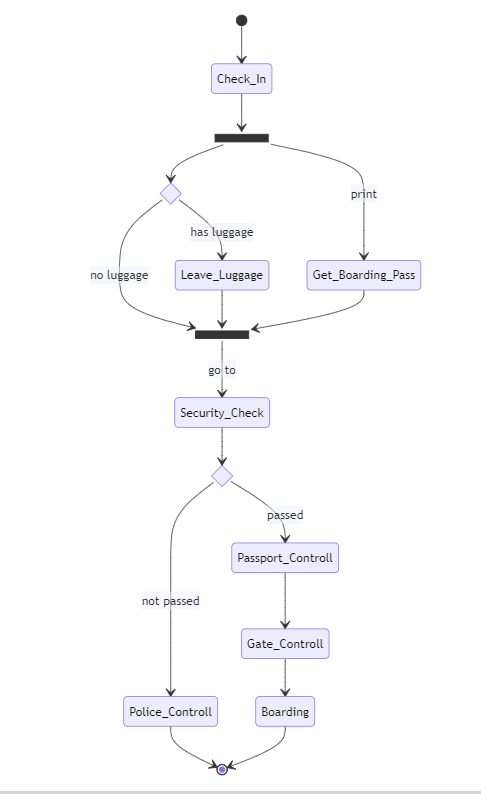 Check_In
print
has luggage
no luggage
Leave_Luggage
Get_Boarding_Pass
go to
Security_Check
passed
Passport_Controll
not passed
Gate_Controll
Police_Controll
Boarding